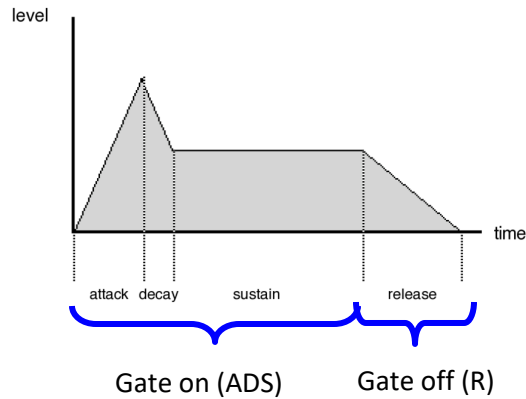 level
time
attack decay sustain release
Gate on (ADS) Gate off (R)